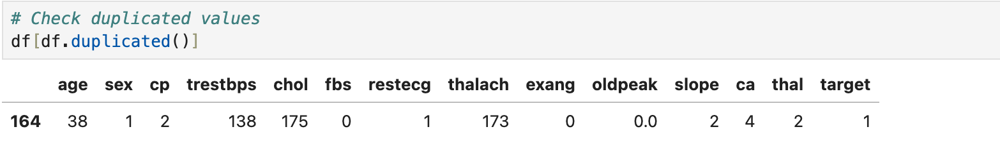 # Check duplicated values
df[df.duplicated()]
age sex cp trestbps chol fbs restecg thalach exang oldpeak slope ca thal target
164 38 1 2 138 175 0 1 173 0 0.0 2 4 2 1